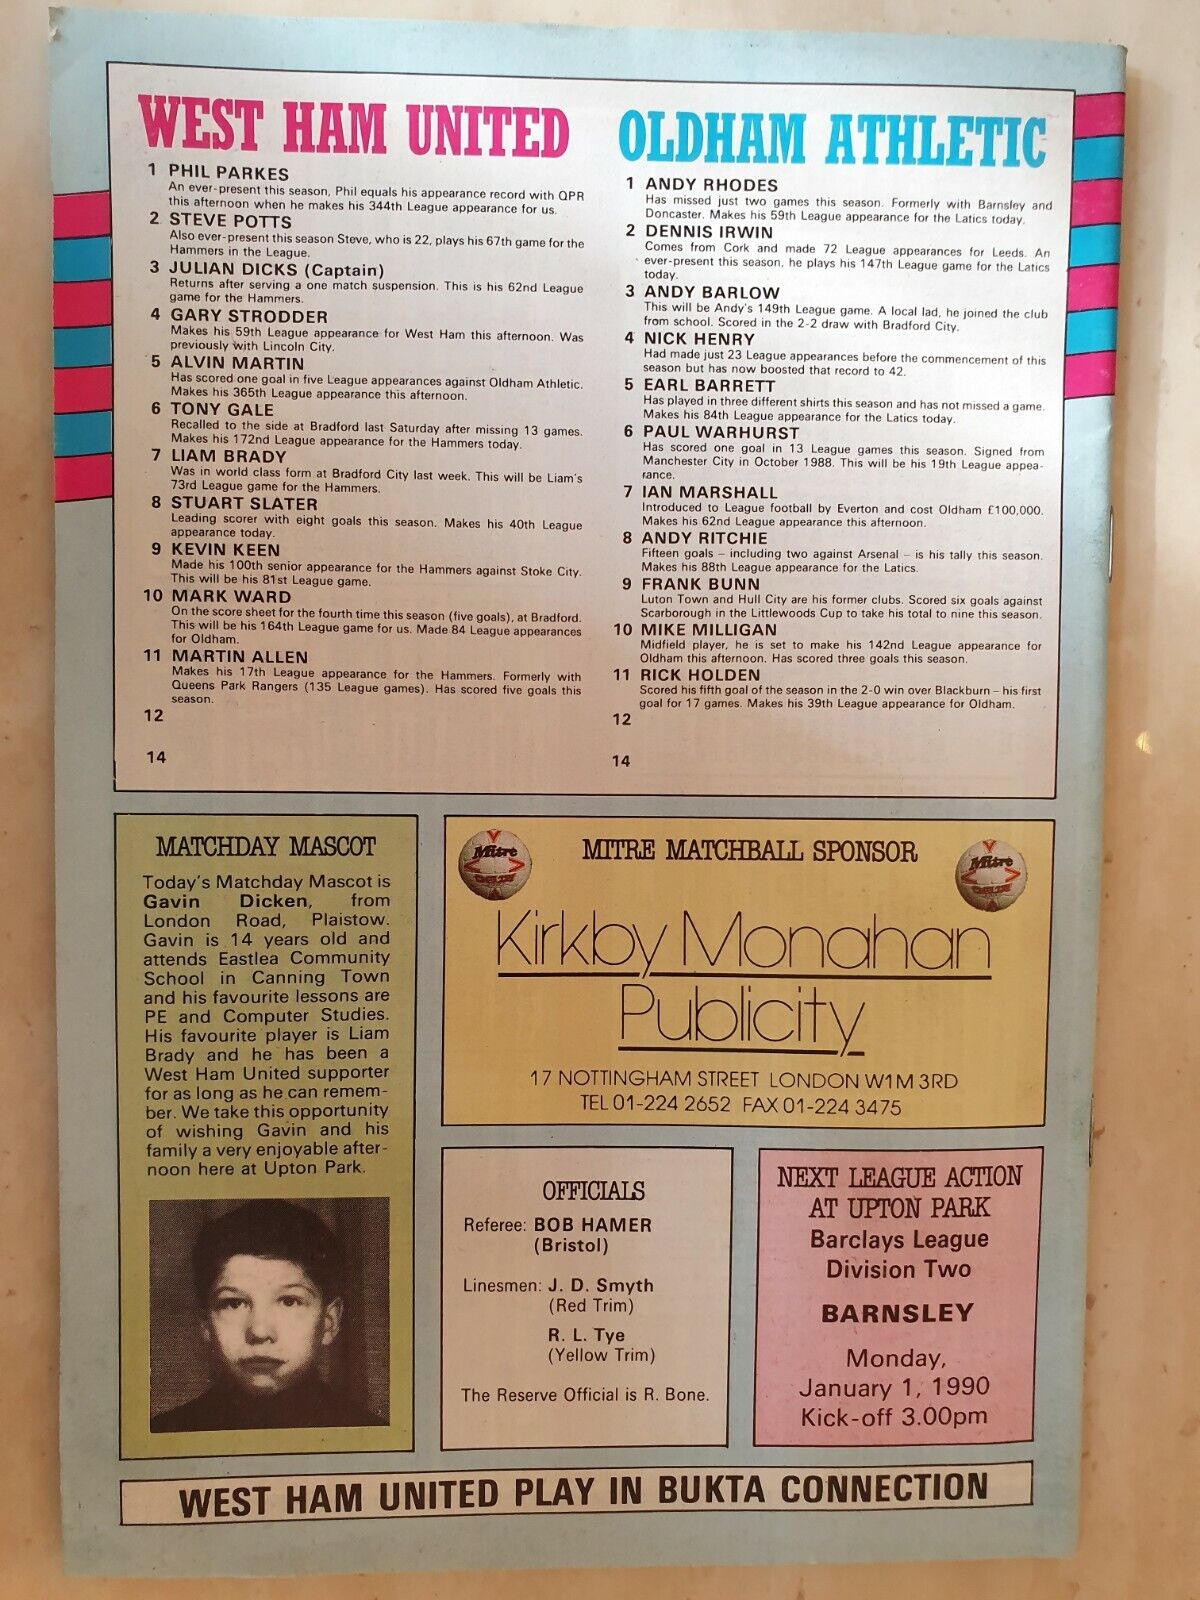 WEST HAM UNITED
1 PHIL PARKES
An ever-present this season, Phil equals his appearance record with QPR
this afternoon when he makes his 344th League appearance for us.
2 STEVE POTTS
Also ever-present this season Steve, who is 22, plays his 67th game for the
Hammers in the League.
3 JULIAN DICKS (Captain)
Returns after serving a one match suspension. This is his 62nd League
game for the Hammers.
4 GARY STRODDER
Makes his 59th League appearance for West Ham this afternoon. Was
previously with Lincoln City.
5 ALVIN MARTIN
Has scored one goal in five League appearances against Oldham Athletic.
Makes his 365th League appearance this afternoon.
6 TONY GALE
Recalled to the side at Bradford last Saturday after missing 13 games.
Makes his 172nd League appearance for the Hammers today.
7 LIAM BRADY
Was in world class form at Bradford City last week. This will be Liam's
73rd League game for the Hammers.
8 STUART SLATER
Leading scorer with eight goals this season. Makes his 40th League
appearance today.
9 KEVIN KEEN
Made his 100th senior appearance for the Hammers against Stoke City.
This will be his 81st League game.
10 MARK WARD
On the score sheet for the fourth time this season (five goals), at Bradford.
This will be his 164th League game for us. Made 84 League appearances
for Oldham.
11 MARTIN ALLEN
Makes his 17th League appearance for the Hammers. Formerly with
Queens Park Rangers (135 League games). Has scored five goals this
season.
12
14
OLDHAM ATHLETIC
1 ANDY RHODES
Has missed just two games this season. Formerly with Barnsley and
Doncaster. Makes his 59th League appearance for the Latics today.
2 DENNIS IRWIN
Comes from Cork and made 72 League appearances for Leeds. An
ever-present this season, he plays his 147th League game for the Latics
today.
3 ANDY BARLOW
This will be Andy's 149th League game. A local lad, he joined the club
from school. Scored in the 2-2 draw with Bradford City.
4 NICK HENRY
Had made just 23 League appearances before the commencement of this
season but has now boosted that record to 42.
5 EARL BARRETT
Has played in three different shirts this season and has not missed a game.
Makes his 84th League appearance for the Latics today.
6 PAUL WARHURST
Has scored one goal in 13 League games this season. Signed from
Manchester City in October 1988. This will be his 19th League appea-
rance.
7 IAN MARSHALL
Introduced to League football by Everton and cost Oldham £100,000.
Makes his 62nd League appearance this afternoon.
8 ANDY RITCHIE
Fifteen goals – including two against Arsenal – is his tally this season.
Makes his 88th League appearance for the Latics.
9 FRANK BUNN
Luton Town and Hull City are his former clubs. Scored six goals against
Scarborough in the Littlewoods Cup to take his total to nine this season.
10 MIKE MILLIGAN
Midfield player, he is set to make his 142nd League appearance for
Oldham this afternoon. Has scored three goals this season.
11 RICK HOLDEN
Scored his fifth goal of the season in the 2-0 win over Blackburn – his first
goal for 17 games. Makes his 39th League appearance for Oldham.
12
14
MATCHDAY MASCOT
Today's Matchday Mascot is
Gavin Dicken, from
London Road, Plaistow.
Gavin is 14 years old and
attends Eastlea Community
School in Canning Town
and his favourite lessons are
PE and Computer Studies.
His favourite player is Liam
Brady and he has been a
West Ham United supporter
for as long as he can remem-
ber. We take this opportunity
of wishing Gavin and his
family a very enjoyable after-
noon here at Upton Park.
Mitre
MITRE MATCHBALL SPONSOR
Mitre
Kirkby Monahan
Publicity
17 NOTTINGHAM STREET LONDON W1M 3RD
TEL 01-224 2652 FAX 01-224 3475
OFFICIALS
Referee: BOB HAMER
(Bristol)
Linesmen: J. D. Smyth
(Red Trim)
R. L. Tye
(Yellow Trim)
The Reserve Official is R. Bone.
NEXT LEAGUE ACTION
AT UPTON PARK
Barclays League
Division Two
BARNSLEY
Monday,
January 1, 1990
Kick-off 3.00pm
WEST HAM UNITED PLAY IN BUKTA CONNECTION